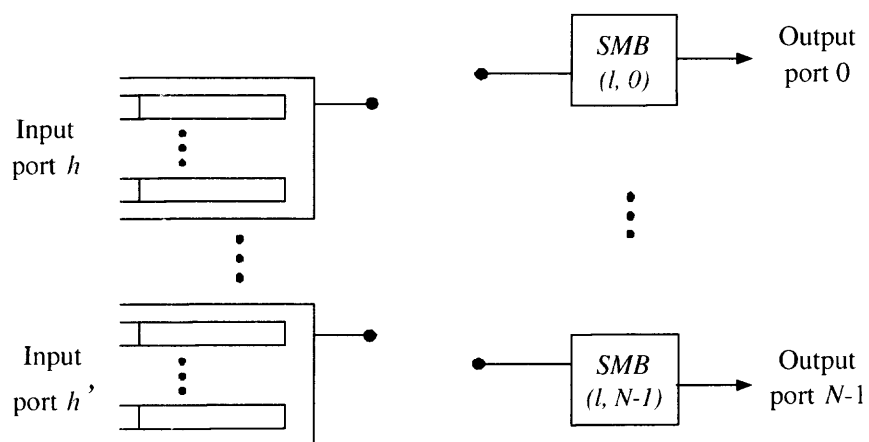 SMB
(l, 0)
Output
port 0
Input
port h
Input
port h'
SMB
(l, N-1)
Output
port N-1